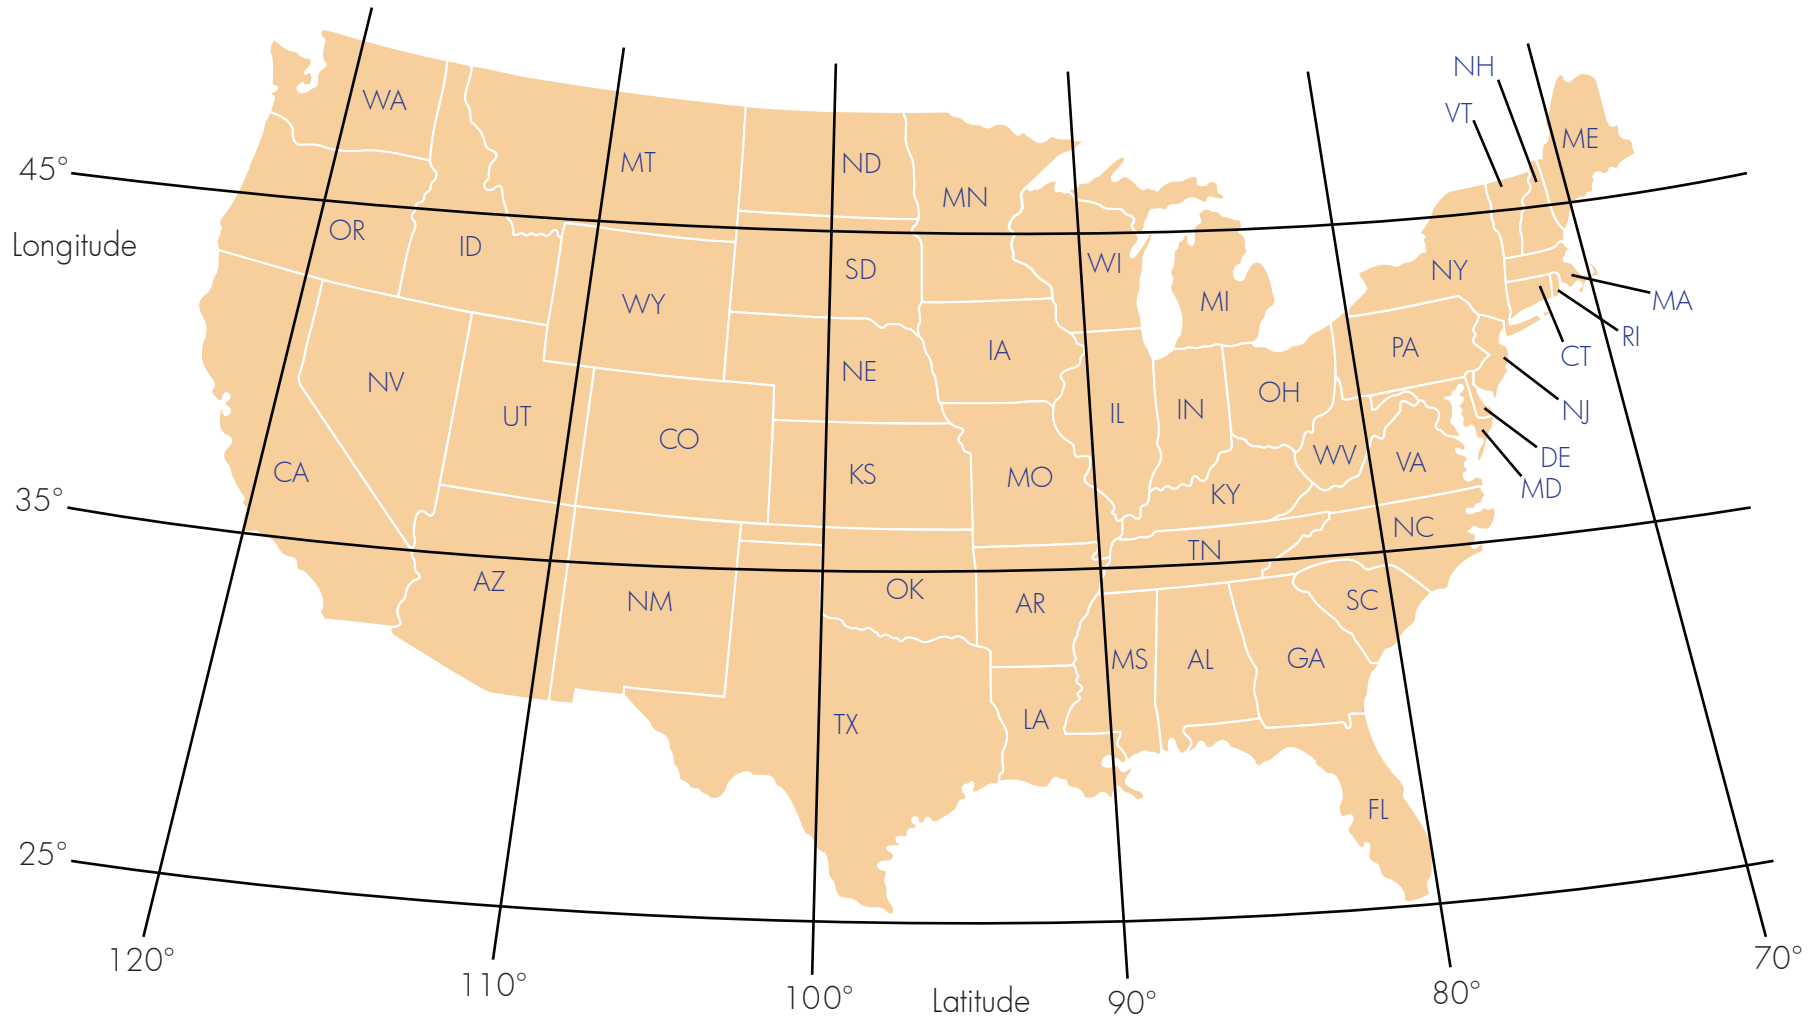 NH
WA
VT
ME
MT
ND
45°
MN
OR
Longitude
ID
WI
SD
NY
WY
MI
MA
RI
IA
PA
CT
NV
NE
OH
UT
IL
IN
NJ
CO
WV
VA
DE
CA
KS
MO
MD
KY
35°
NC
TN
AZ
OK
NM
AR
SC
MS
AL
GA
TX
LA
FL
25°
120°
70°
110°
100°
Latitude
90°
80°